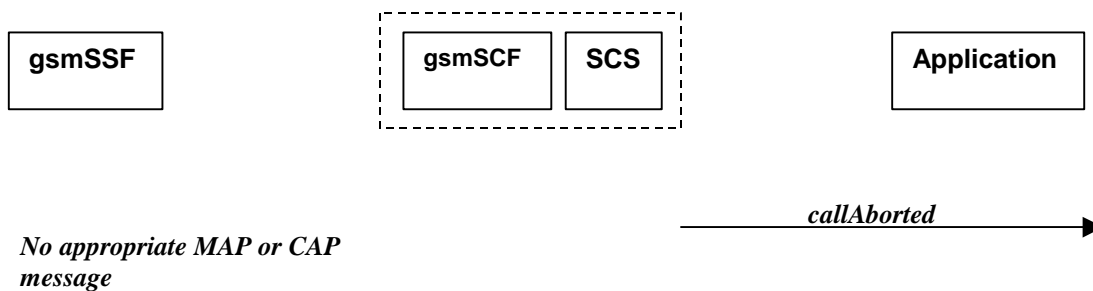 gsmSSF
gsmSCF
SCS
Application
callAborted
No appropriate MAP or CAP
message